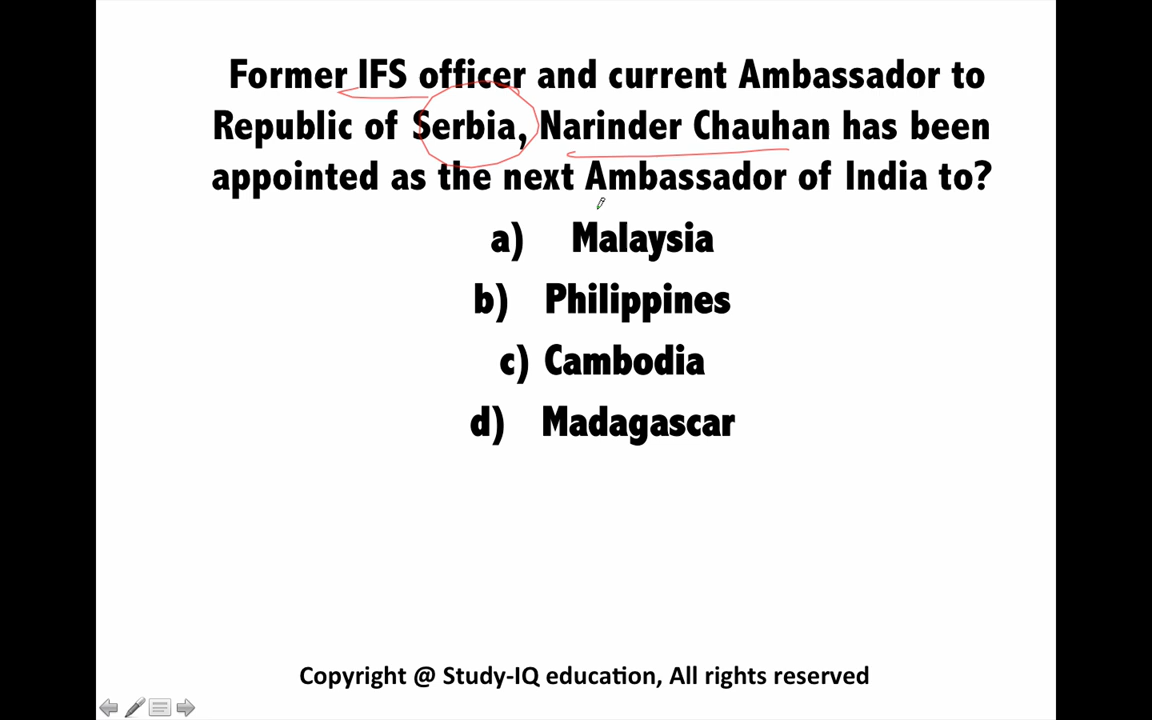 Former IFS officer and current Ambassador to
Republic of Serbia, Narinder Chauhan has been
appointed as the next Ambassador of India to?
a) Malaysia
b) Philippines
c) Cambodia
d) Madagascar
Copyright @ Study-IQ education, All rights reserved